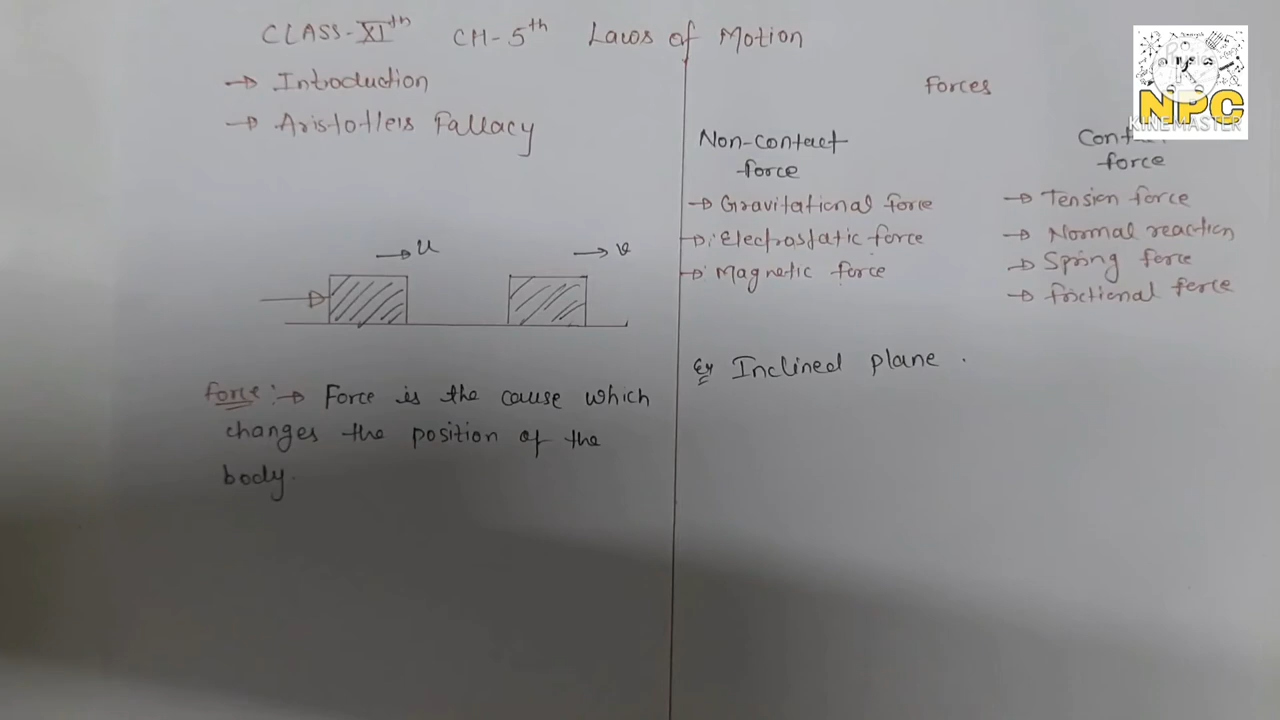 CLASS-XIth CH-5th Laws of Motion
→ Introduction
→ Aristotle's Fallacy
u
v
Force :→ Force is the cause which
changes the position of the
body.
Forces
Non-contact
force
→ Gravitational force
→ Electrostatic force
→ Magnetic force
force
→ Tension force
→ Normal reaction
→ Spring force
→ frictional force
Ex Inclined plane .
Physics
NPC
KINEMASTER